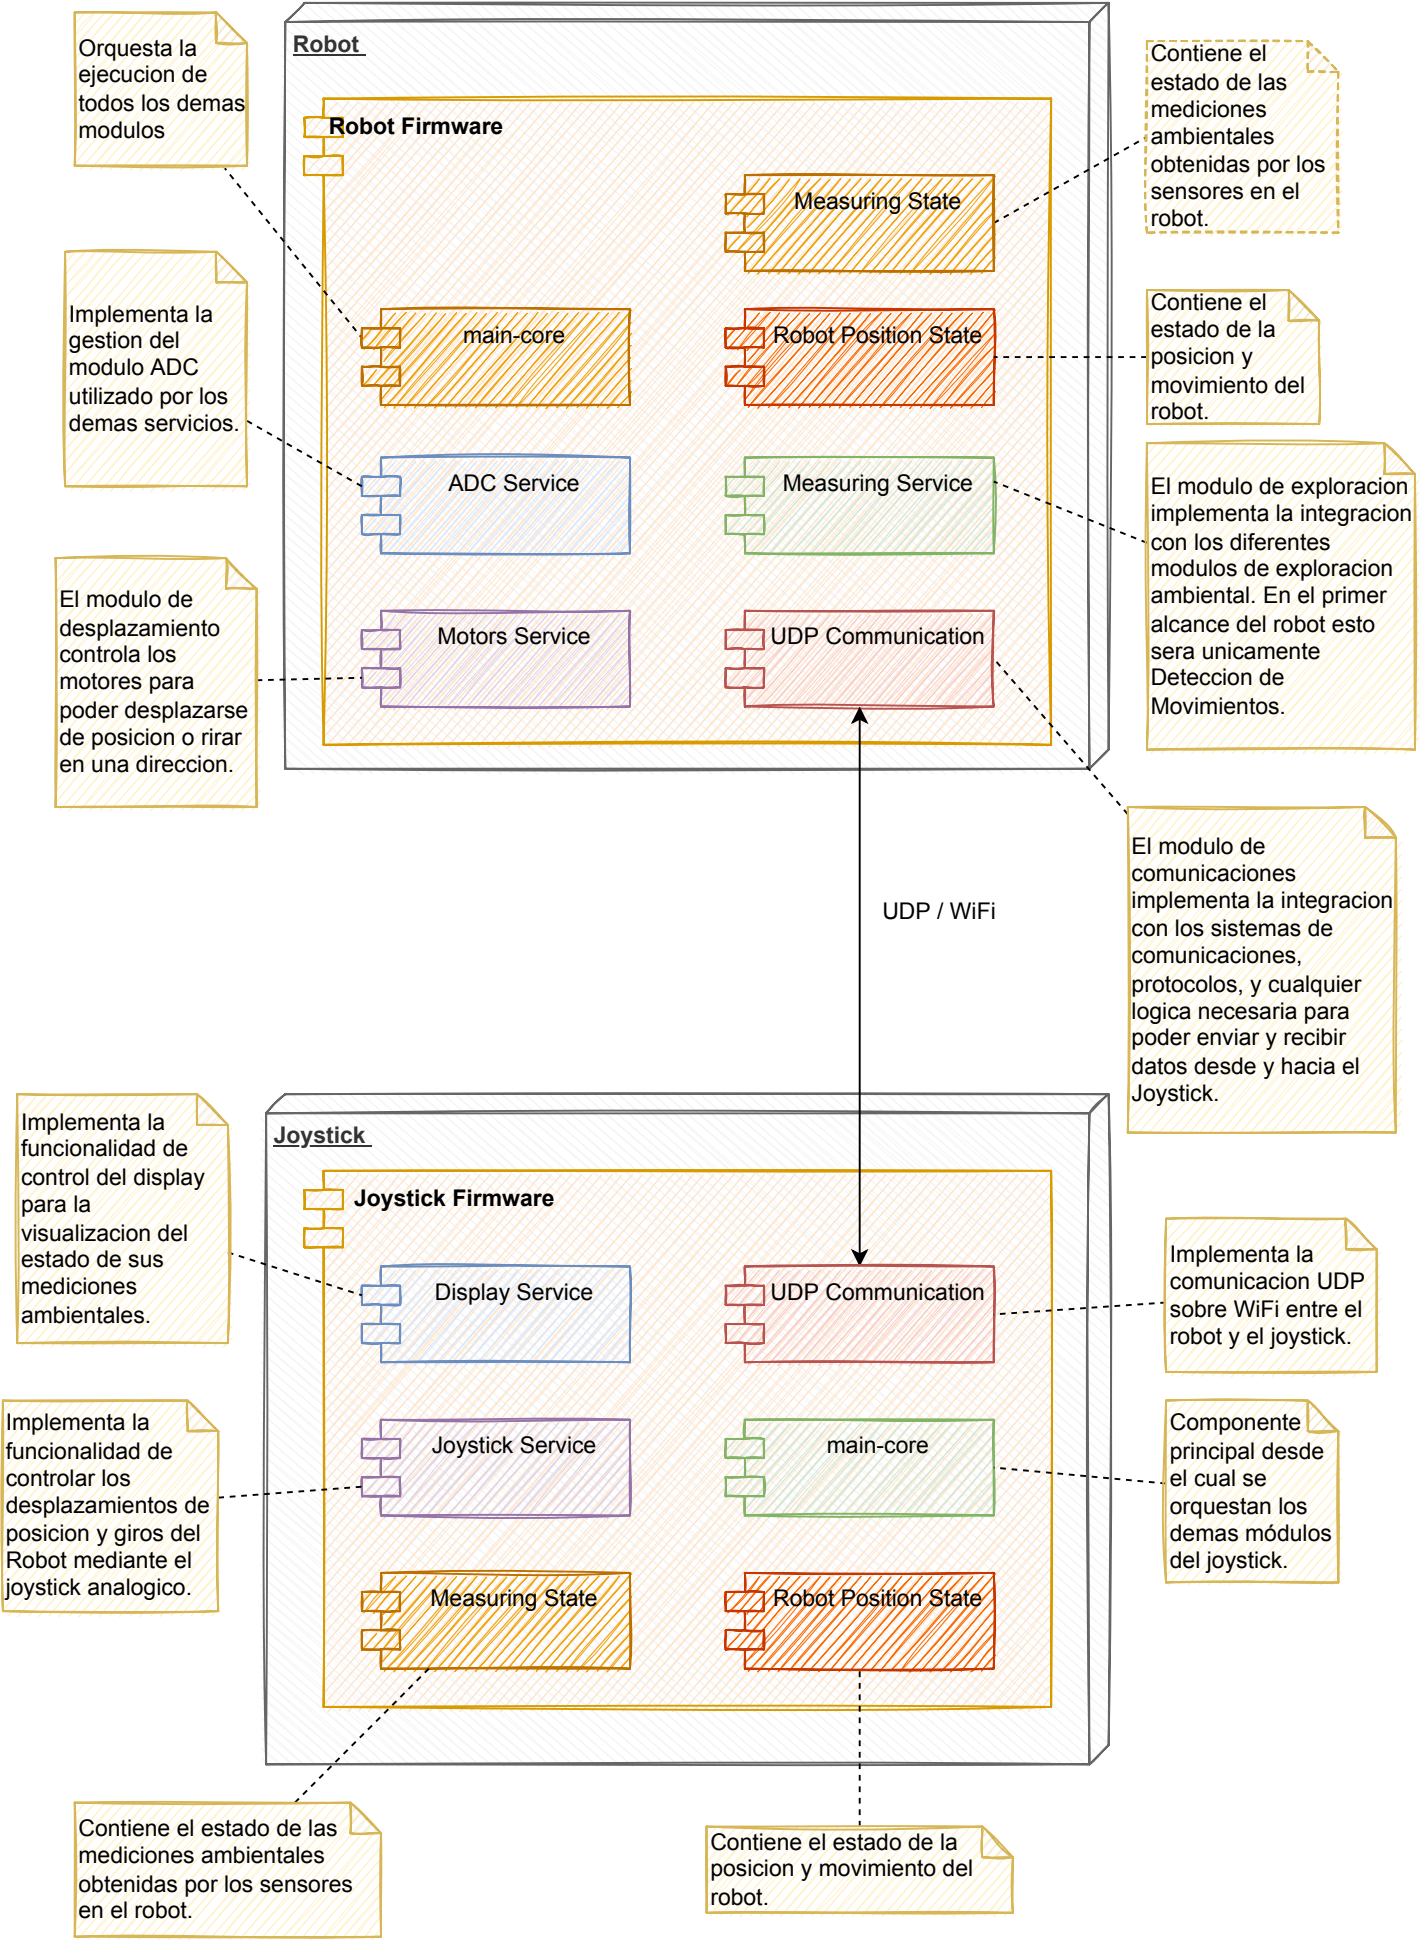 Orquesta la
ejecucion de
todos los demas
modulos
Robot
Robot Firmware
Contiene el
estado de las
mediciones
ambientales
obtenidas por los
sensores en el
robot.
Measuring State
Implementa la
gestion del
modulo ADC
utilizado por los
demas servicios.
main-core
Robot Position State
Contiene el
estado de la
posicion y
movimiento del
robot.
ADC Service
Measuring Service
El modulo de exploracion
implementa la integracion
con los diferentes
modulos de exploracion
ambiental. En el primer
alcance del robot esto
sera unicamente
Deteccion de
Movimientos.
El modulo de
desplazamiento
controla los
motores para
poder desplazarse
de posicion o rirar
en una direccion.
Motors Service
UDP Communication
UDP / WiFi
El modulo de
comunicaciones
implementa la integracion
con los sistemas de
comunicaciones,
protocolos, y cualquier
logica necesaria para
poder enviar y recibir
datos desde y hacia el
Joystick.
Joystick
Joystick Firmware
Implementa la
funcionalidad de
control del display
para la
visualizacion del
estado de sus
mediciones
ambientales.
Display Service
UDP Communication
Implementa la
comunicacion UDP
sobre WiFi entre el
robot y el joystick.
Implementa la
funcionalidad de
controlar los
desplazamientos de
posicion y giros del
Robot mediante el
joystick analogico.
Joystick Service
main-core
Componente
principal desde
el cual se
orquestan los
demas módulos
del joystick.
Measuring State
Robot Position State
Contiene el estado de las
mediciones ambientales
obtenidas por los sensores
en el robot.
Contiene el estado de la
posicion y movimiento del
robot.